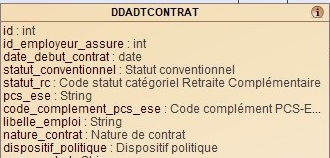 DDADTCONTRAT
id : int
id_employeur_assure : int
date_debut_contrat : date
statut_conventionnel : Statut conventionnel
statut_rc : Code statut catégoriel Retraite Complémentaire
pcs_ese : String
code_complement_pcs_ese : Code complément PCS-E...
libelle_emploi : String
nature_contrat : Nature de contrat
dispositif_politique : Dispositif politique